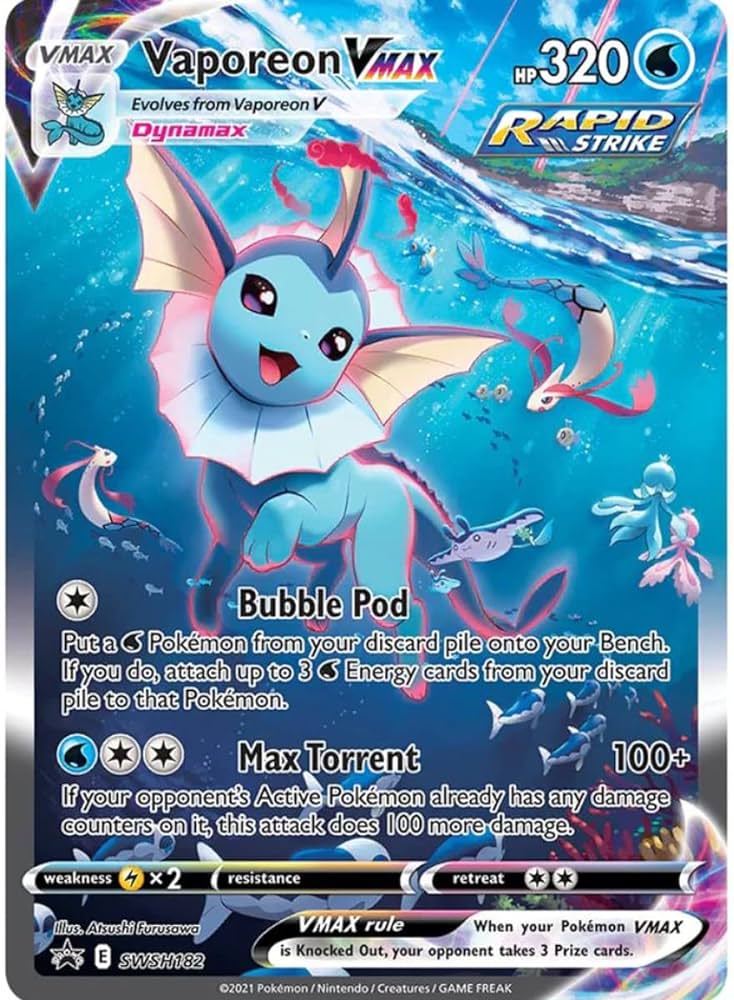 VMAX
Vaporeon VMAX
HP 320
Evolves from Vaporeon V
Dynamax
RAPID
STRIKE
Bubble Pod
Put a Pokémon from your discard pile onto your Bench.
If you do, attach up to 3 Energy cards from your discard
pile to that Pokémon.
Max Torrent 100+
If your opponent's Active Pokémon already has any damage
counters on it, this attack does 100 more damage.
weakness ×2 resistance retreat
Illus. Atsushi Furusawa
E SWSH182
VMAX rule When your Pokémon VMAX
is Knocked Out, your opponent takes 3 Prize cards.
©2021 Pokémon / Nintendo / Creatures / GAME FREAK